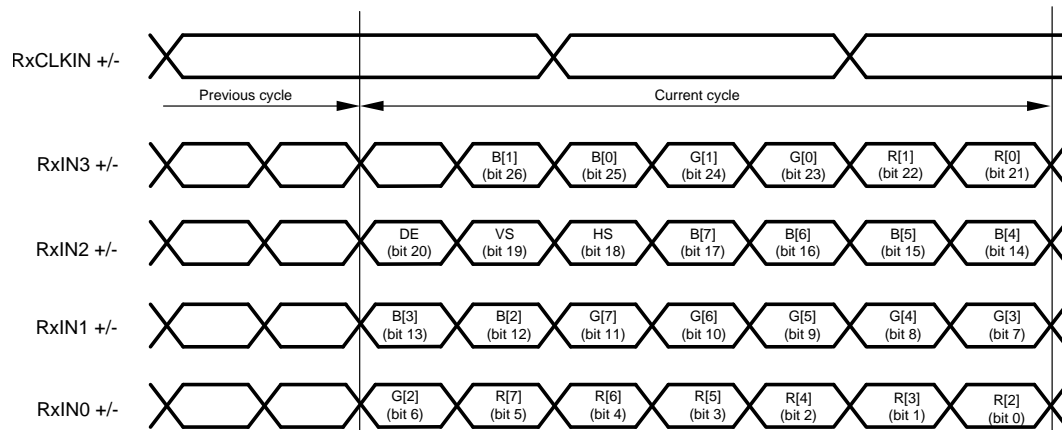 RxCLKIN +/-
Previous cycle
Current cycle
RxIN3 +/-
B[1]
(bit 26)
B[0]
(bit 25)
G[1]
(bit 24)
G[0]
(bit 23)
R[1]
(bit 22)
R[0]
(bit 21)
RxIN2 +/-
DE
(bit 20)
VS
(bit 19)
HS
(bit 18)
B[7]
(bit 17)
B[6]
(bit 16)
B[5]
(bit 15)
B[4]
(bit 14)
RxIN1 +/-
B[3]
(bit 13)
B[2]
(bit 12)
G[7]
(bit 11)
G[6]
(bit 10)
G[5]
(bit 9)
G[4]
(bit 8)
G[3]
(bit 7)
RxIN0 +/-
G[2]
(bit 6)
R[7]
(bit 5)
R[6]
(bit 4)
R[5]
(bit 3)
R[4]
(bit 2)
R[3]
(bit 1)
R[2]
(bit 0)